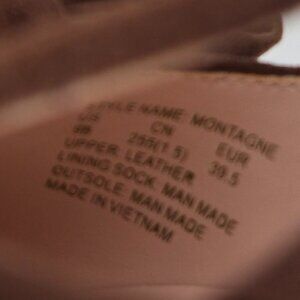 STYLE NAME: MONTAGNE
US CN EUR
9B 255(1.5) 39.5
UPPER. LEATHER
LINING SOCK. MAN MADE
OUTSOLE. MAN MADE
MADE IN VIETNAM